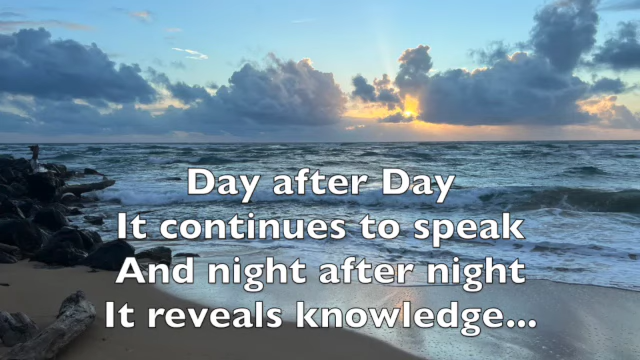 Day after Day
It continues to speak
And night after night
It reveals knowledge...